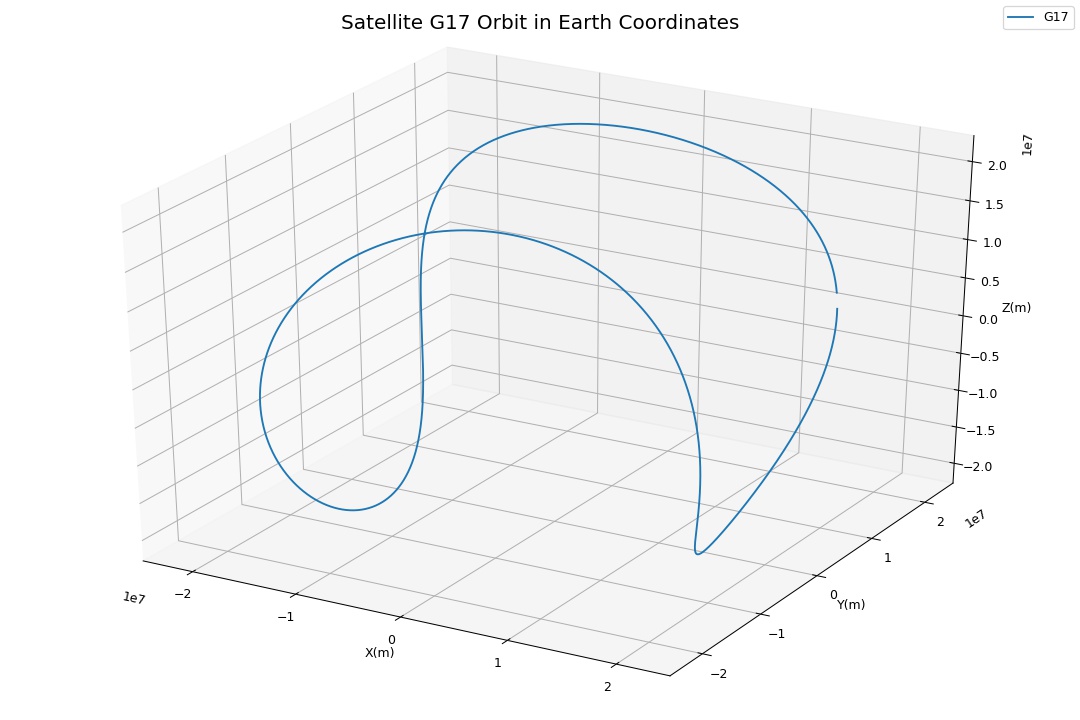 Satellite G17 Orbit in Earth Coordinates
G17
1e7
2.0
1.5
1.0
0.5
Z(m)
0.0
−0.5
−1.0
−1.5
−2.0
1e7
2
1
0
Y(m)
−1
−2
1e7
−2
−1
0
X(m)
1
2